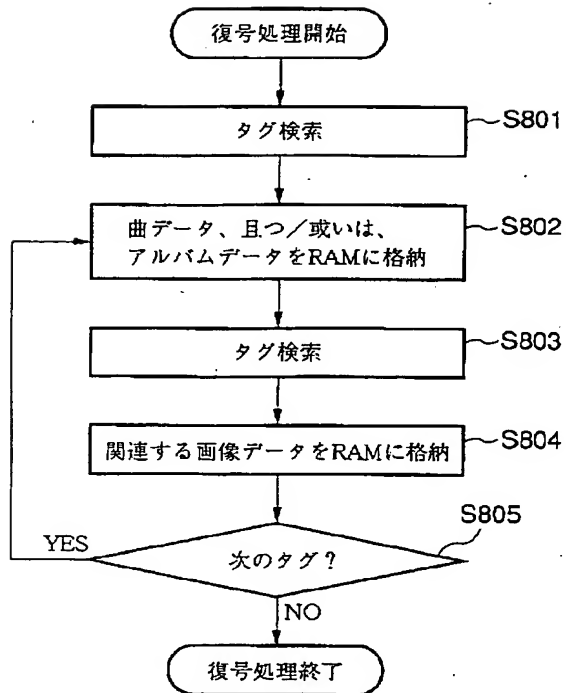 復号処理開始
タグ検索
S801
曲データ、且つ/或いは、
アルバムデータをRAMに格納
S802
タグ検索
S803
関連する画像データをRAMに格納
S804
S805
YES
次のタグ?
NO
復号処理終了